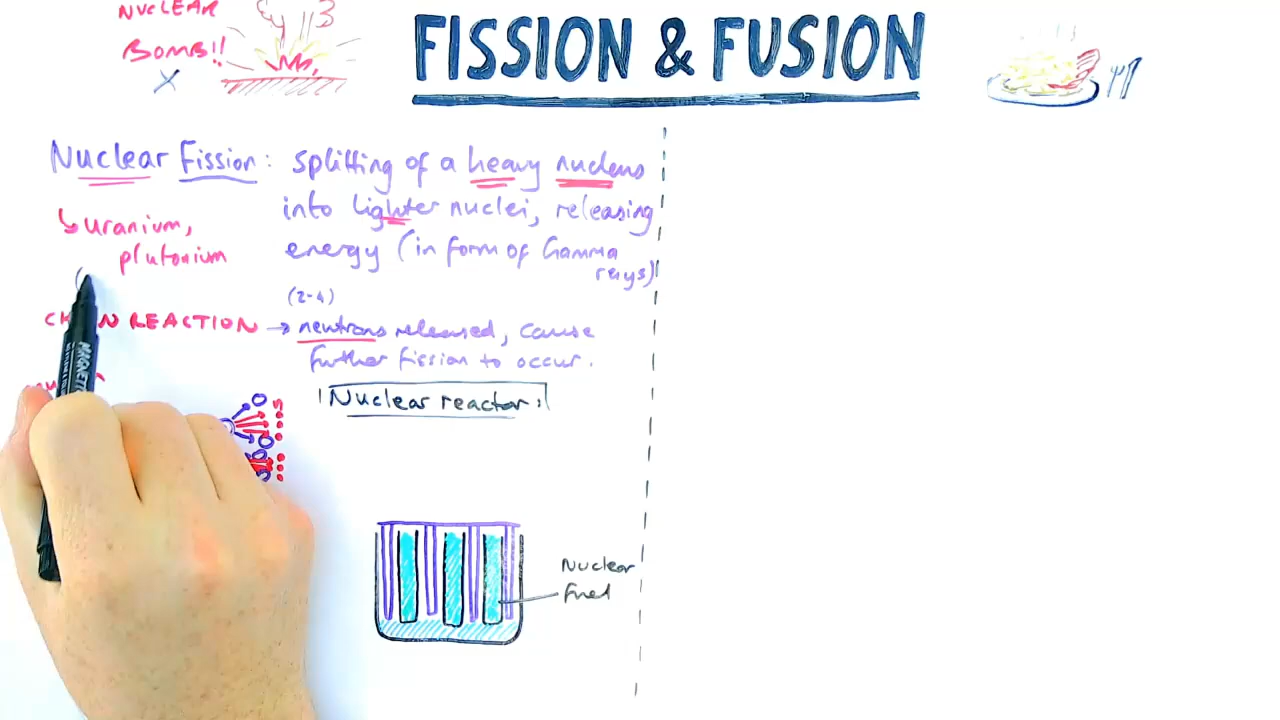 NUCLEAR
BOMB!!
FISSION & FUSION
Nuclear Fission: splitting of a heavy nucleus
into lighter nuclei, releasing
energy (in form of Gamma
rays)
↳ uranium,
plutonium
(2-4)
REACTION → neutrons released, cause
further fission to occur.
Nuclear reactor:
Nuclear
Fuel